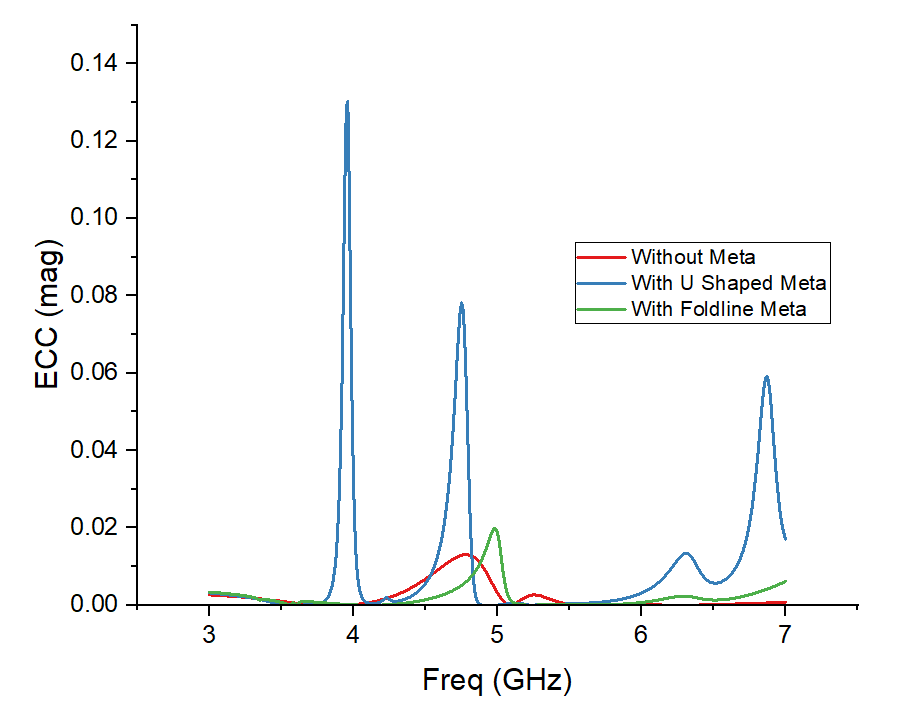 0.14
0.12
0.10
0.08
0.06
0.04
0.02
0.00
ECC (mag)
Without Meta
With U Shaped Meta
With Foldline Meta
3 4 5 6 7
Freq (GHz)